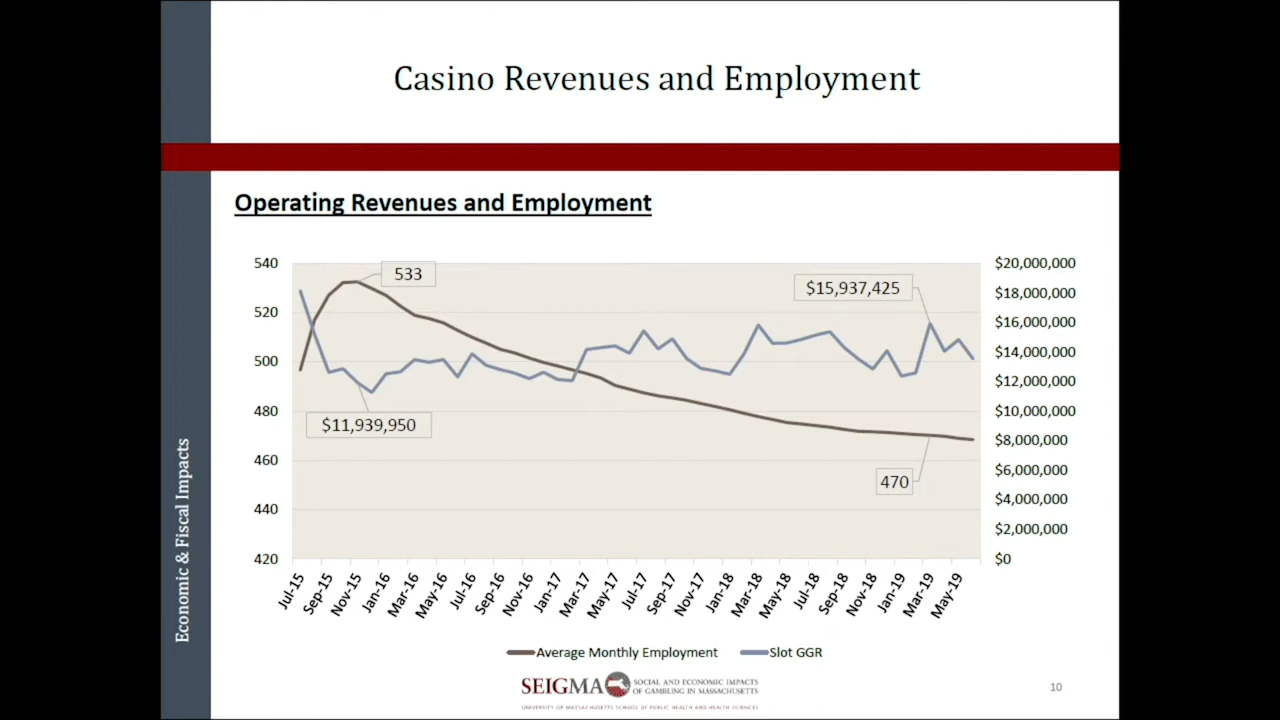 Casino Revenues and Employment
Operating Revenues and Employment
540
520
500
480
460
440
420
533
$15,937,425
$11,939,950
470
$20,000,000
$18,000,000
$16,000,000
$14,000,000
$12,000,000
$10,000,000
$8,000,000
$6,000,000
$4,000,000
$2,000,000
$0
Jul-15
Sep-15
Nov-15
Jan-16
Mar-16
May-16
Jul-16
Sep-16
Nov-16
Jan-17
Mar-17
May-17
Jul-17
Sep-17
Nov-17
Jan-18
Mar-18
May-18
Jul-18
Sep-18
Nov-18
Jan-19
Mar-19
May-19
Average Monthly Employment
Slot GGR
Economic & Fiscal Impacts
SEIGMA
SOCIAL AND ECONOMIC IMPACTS
OF GAMBLING IN MASSACHUSETTS
UNIVERSITY OF MASSACHUSETTS SCHOOL OF PUBLIC HEALTH AND HEALTH SCIENCES
10